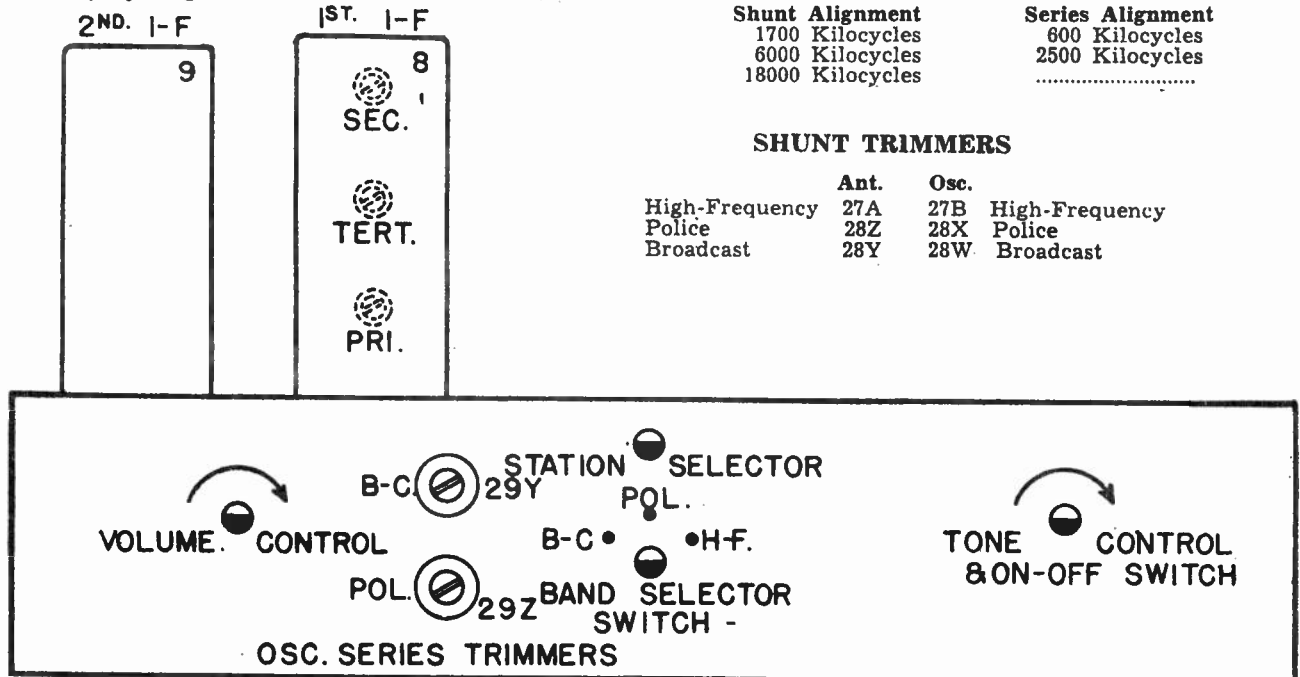 2ND. I-F
1ST. I-F
9
8
SEC.
TERT.
PRI.
Shunt Alignment Series Alignment
1700 Kilocycles 600 Kilocycles
6000 Kilocycles 2500 Kilocycles
18000 Kilocycles ..........................
SHUNT TRIMMERS
Ant. Osc.
High-Frequency 27A 27B High-Frequency
Police 28Z 28X Police
Broadcast 28Y 28W Broadcast
STATION SELECTOR
B-C. 29Y
POL.
VOLUME. CONTROL
B-C H-F.
TONE CONTROL
& ON-OFF SWITCH
POL. 29Z
BAND SELECTOR
SWITCH -
OSC. SERIES TRIMMERS